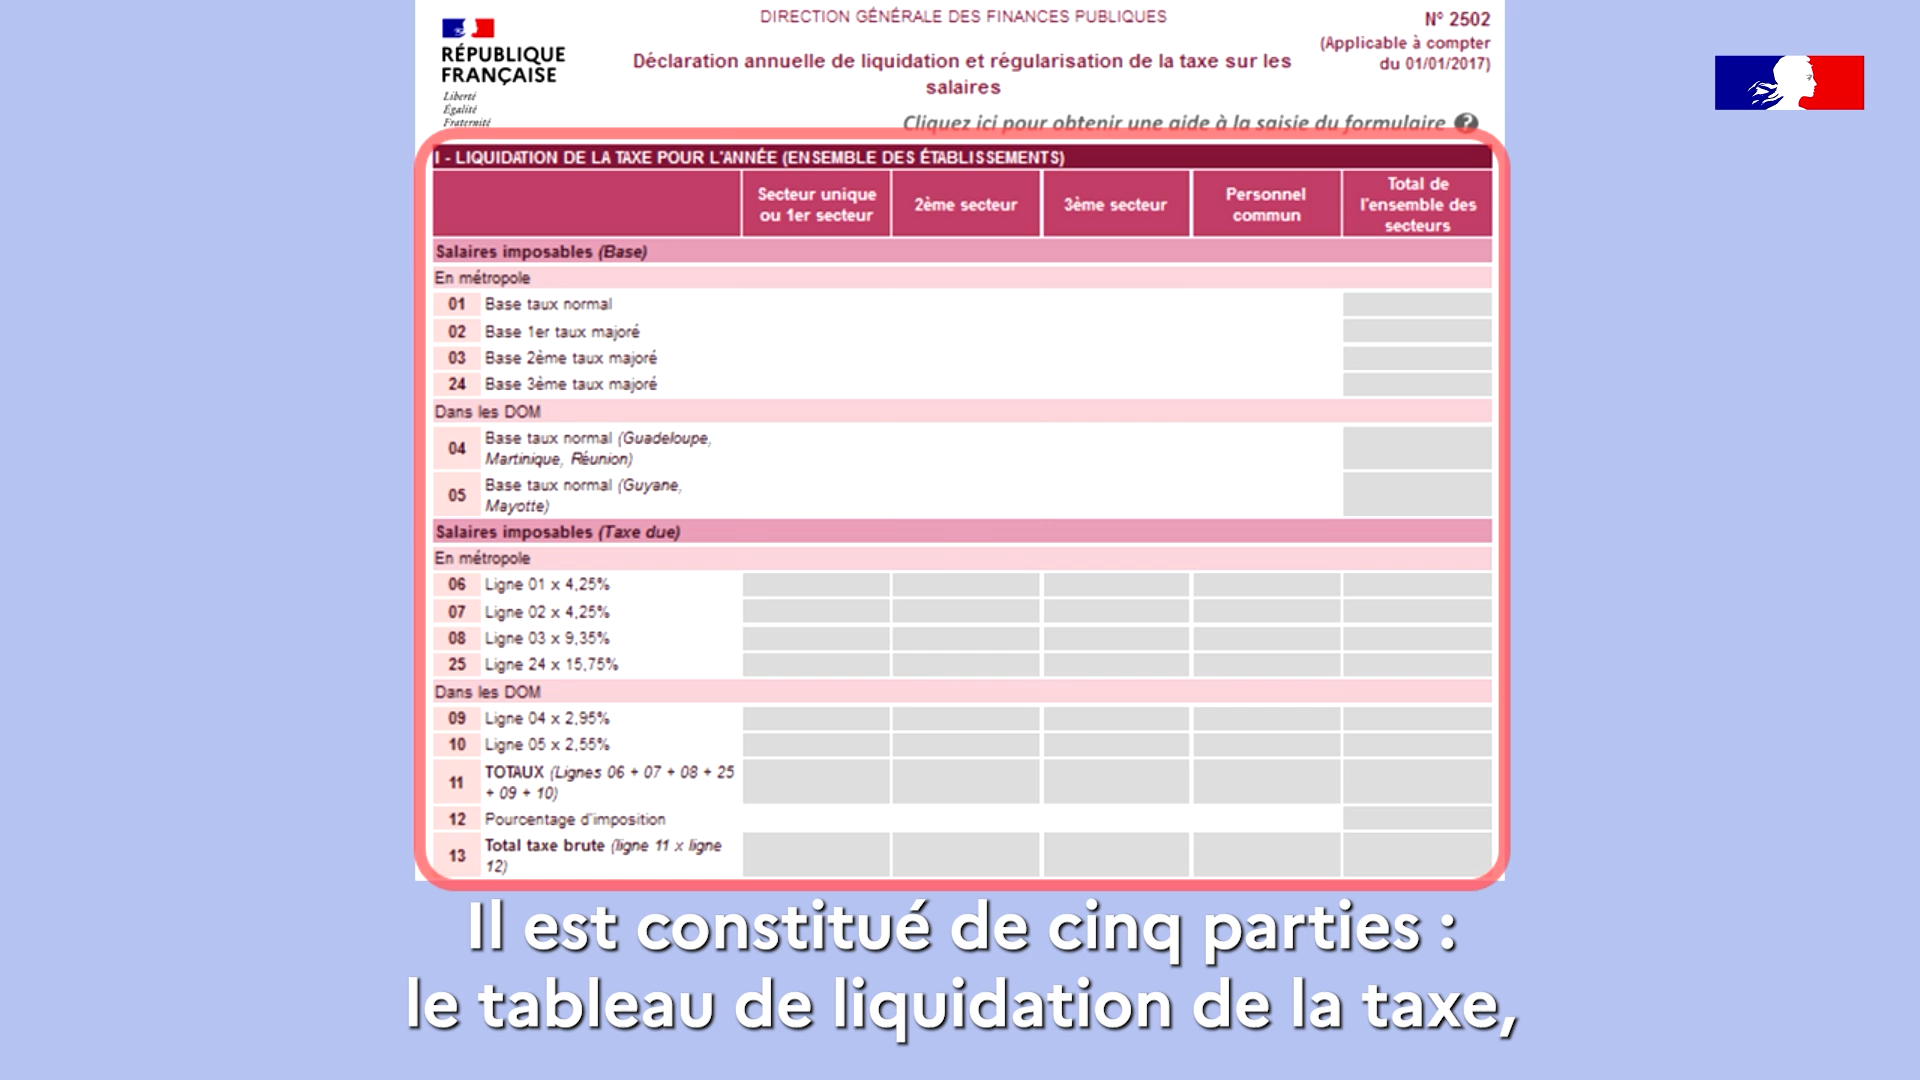 DIRECTION GÉNÉRALE DES FINANCES PUBLIQUES
N° 2502
(Applicable à compter
du 01/01/2017)
RÉPUBLIQUE
FRANÇAISE
Liberté
Égalité
Fraternité
Déclaration annuelle de liquidation et régularisation de la taxe sur les
salaires
Cliquez ici pour obtenir une aide à la saisie du formulaire ?
I - LIQUIDATION DE LA TAXE POUR L'ANNÉE (ENSEMBLE DES ÉTABLISSEMENTS)
Secteur unique
ou 1er secteur
2ème secteur
3ème secteur
Personnel
commun
Total de
l'ensemble des
secteurs
Salaires imposables (Base)
En métropole
01 Base taux normal
02 Base 1er taux majoré
03 Base 2ème taux majoré
24 Base 3ème taux majoré
Dans les DOM
04 Base taux normal (Guadeloupe,
Martinique, Réunion)
05 Base taux normal (Guyane,
Mayotte)
Salaires imposables (Taxe due)
En métropole
06 Ligne 01 x 4,25%
07 Ligne 02 x 4,25%
08 Ligne 03 x 9,35%
25 Ligne 24 x 15,75%
Dans les DOM
09 Ligne 04 x 2,95%
10 Ligne 05 x 2,55%
11 TOTAUX (Lignes 06 + 07 + 08 + 25
+ 09 + 10)
12 Pourcentage d'imposition
13 Total taxe brute (ligne 11 x ligne
12)
Il est constitué de cinq parties :
le tableau de liquidation de la taxe,